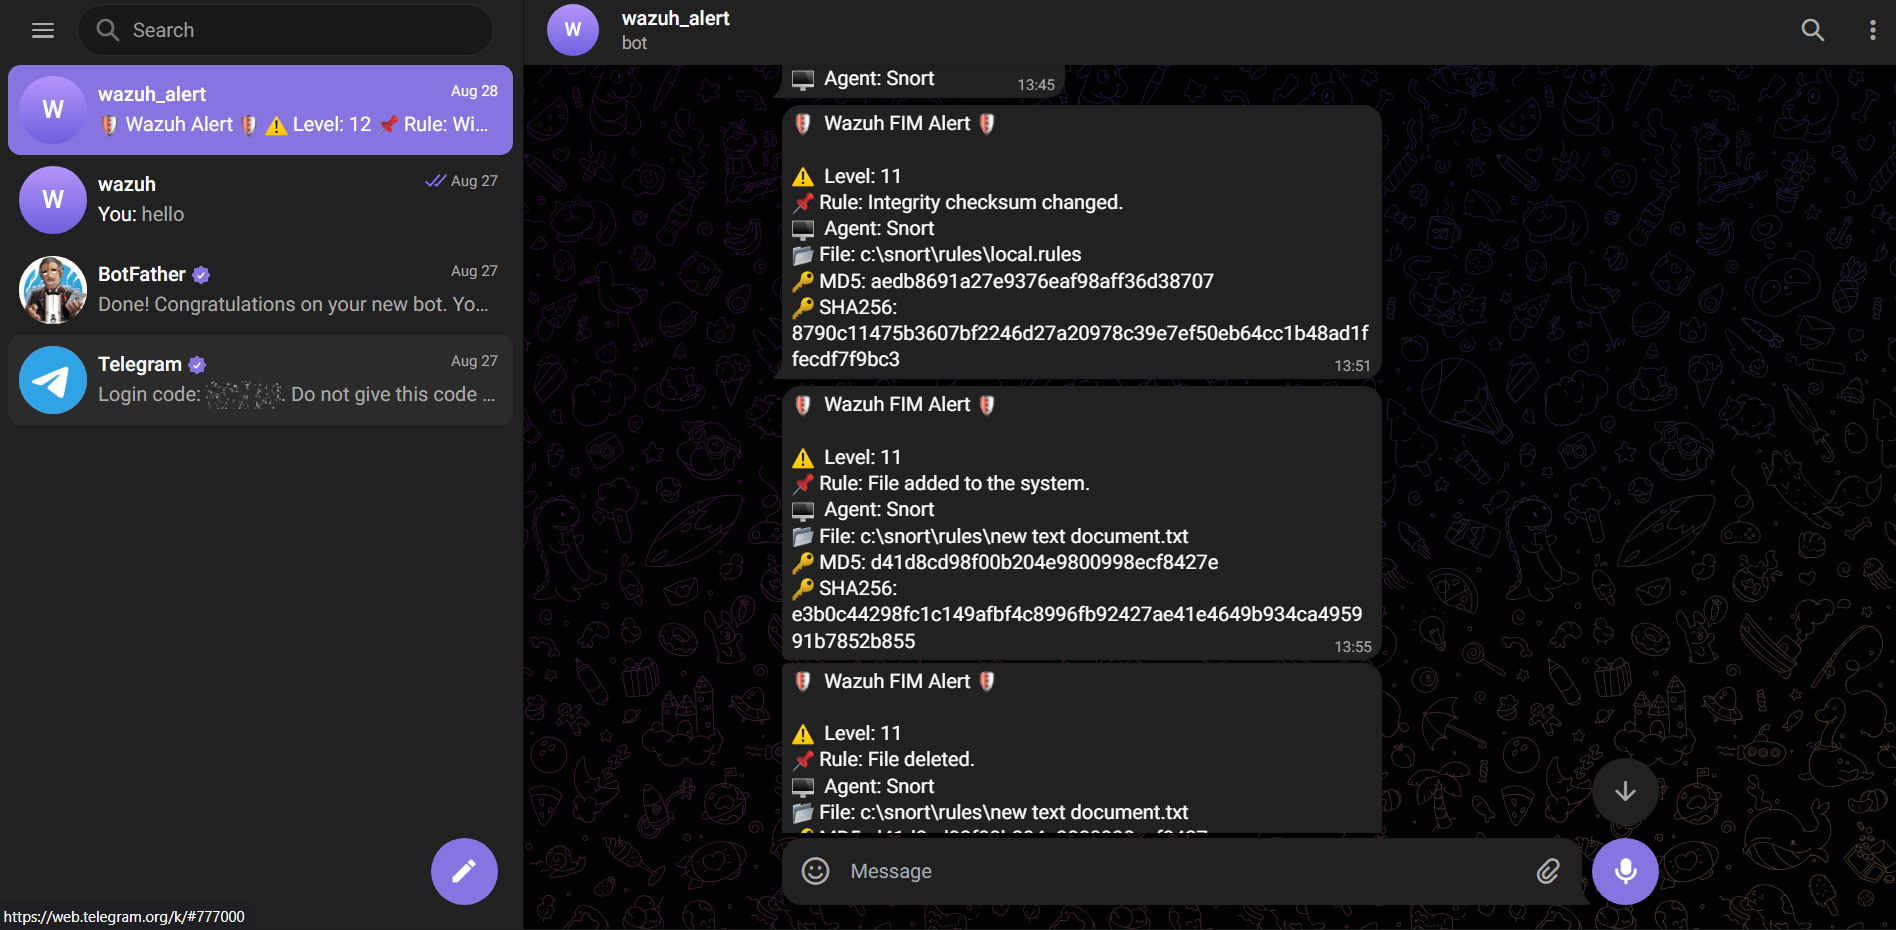 Search
wazuh_alert
Aug 28
Wazuh Alert Level: 12 Rule: Wi...
wazuh
Aug 27
You: hello
BotFather
Aug 27
Done! Congratulations on your new bot. Yo...
Telegram
Aug 27
Login code: . Do not give this code ...
https://web.telegram.org/k/#777000
W
W
W
wazuh_alert
bot
Agent: Snort
13:45
Wazuh FIM Alert
Level: 11
Rule: Integrity checksum changed.
Agent: Snort
File: c:\snort\rules\local.rules
MD5: aedb8691a27e9376eaf98aff36d38707
SHA256:
8790c11475b3607bf2246d27a20978c39e7ef50eb64cc1b48ad1f
fecdf7f9bc3
13:51
Wazuh FIM Alert
Level: 11
Rule: File added to the system.
Agent: Snort
File: c:\snort\rules\new text document.txt
MD5: d41d8cd98f00b204e9800998ecf8427e
SHA256:
e3b0c44298fc1c149afbf4c8996fb92427ae41e4649b934ca4959
91b7852b855
13:55
Wazuh FIM Alert
Level: 11
Rule: File deleted.
Agent: Snort
File: c:\snort\rules\new text document.txt
Message